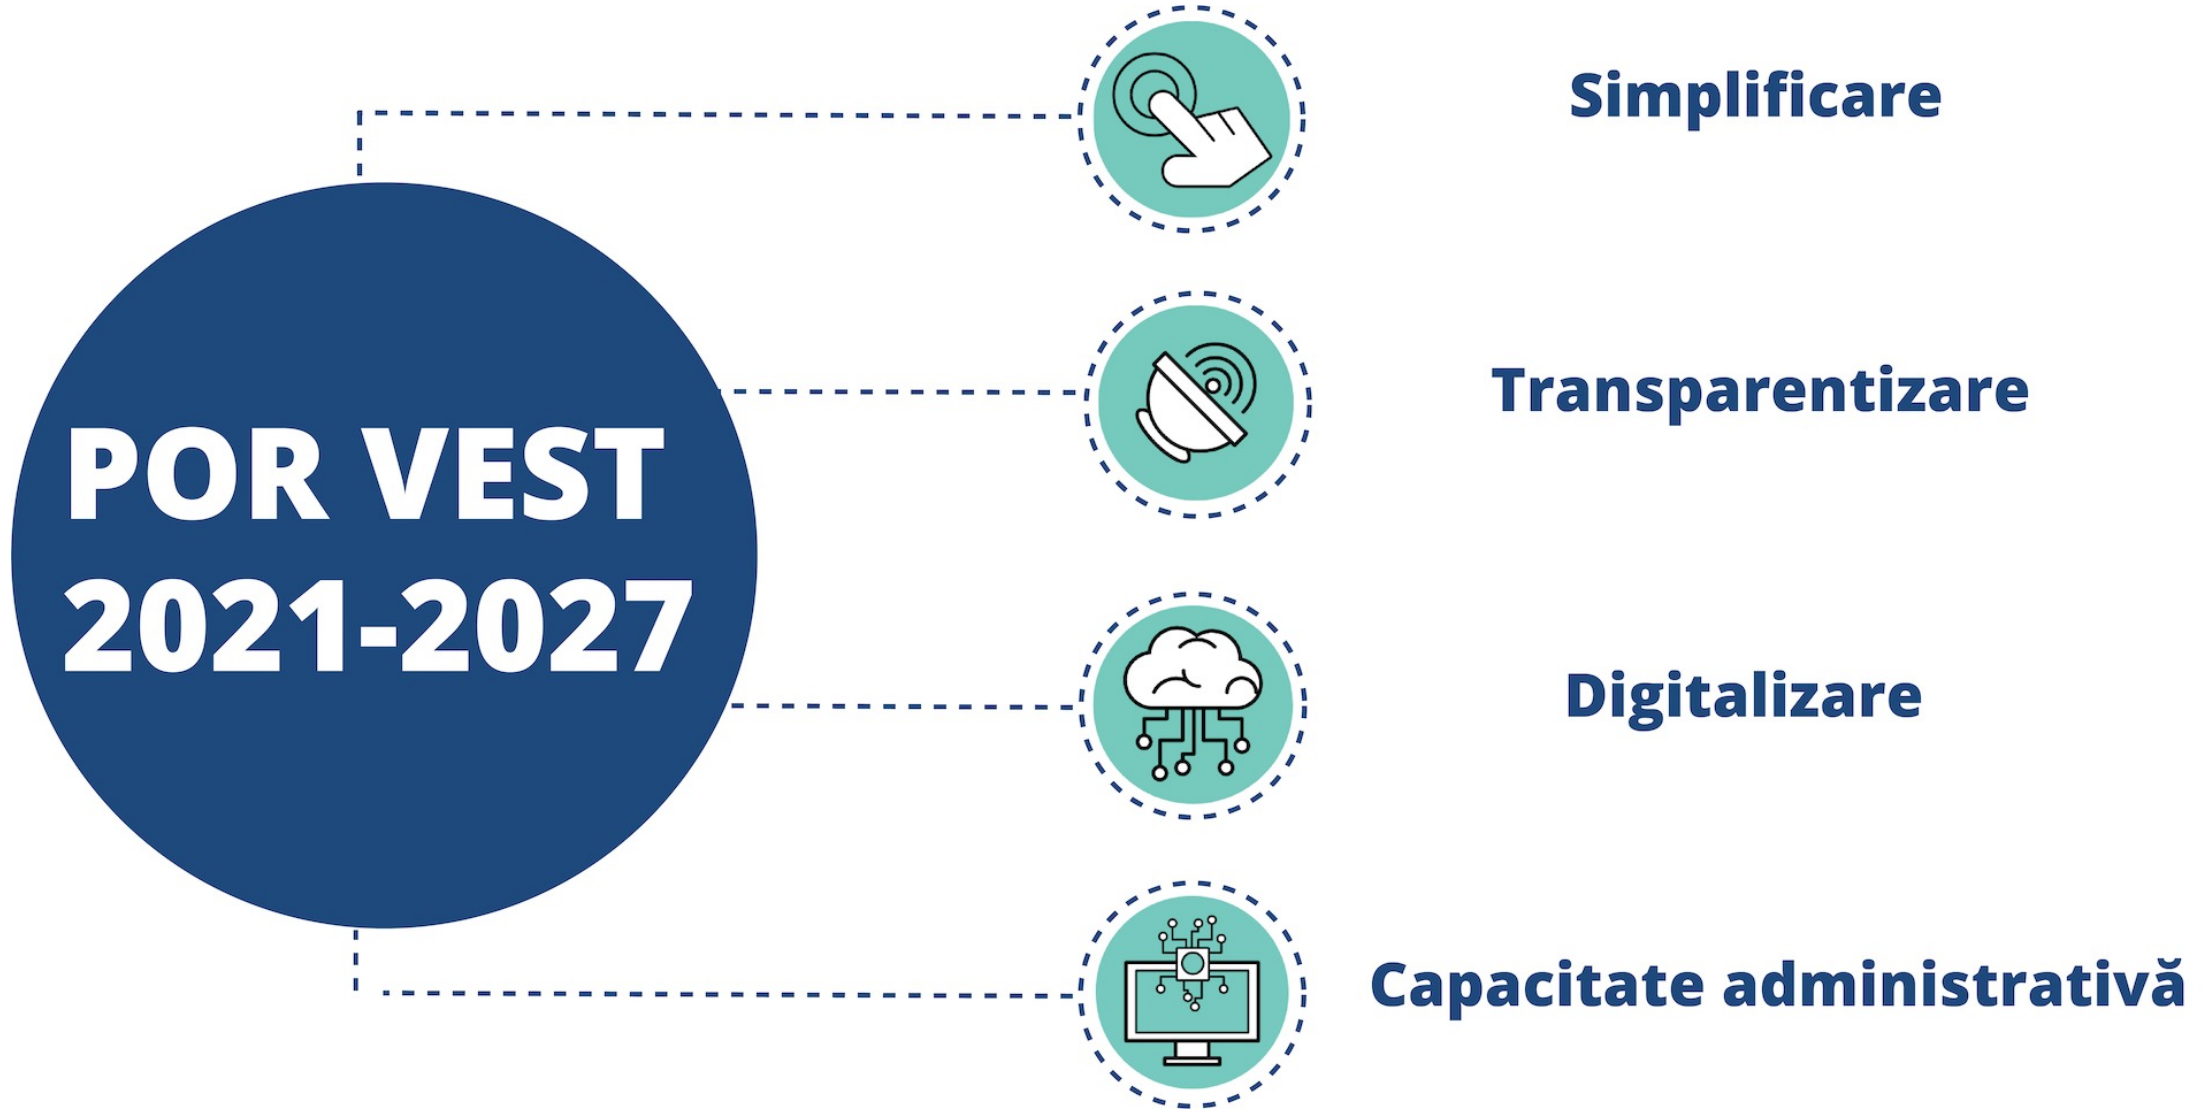 POR VEST
2021-2027
Simplificare
Transparentizare
Digitalizare
Capacitate administrativă